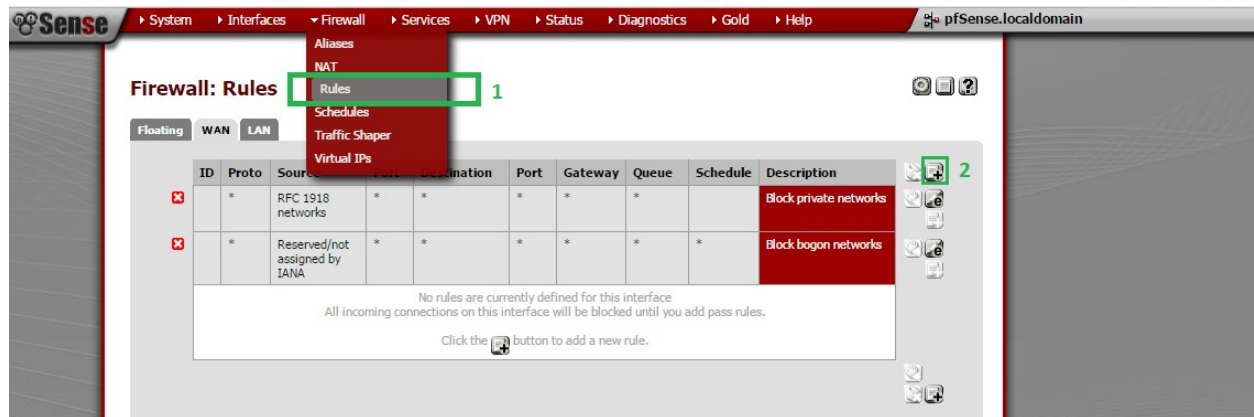 Sense
System Interfaces Firewall Services VPN Status Diagnostics Gold Help
pfSense.localdomain
Aliases
NAT
Rules
1
Schedules
Traffic Shaper
Virtual IPs
Firewall: Rules
Floating WAN LAN
ID Proto Source Port Destination Port Gateway Queue Schedule Description
2
* RFC 1918 * * * * * Block private networks
networks
* Reserved/not * * * * * * Block bogon networks
assigned by
IANA
No rules are currently defined for this interface
All incoming connections on this interface will be blocked until you add pass rules.
Click the button to add a new rule.